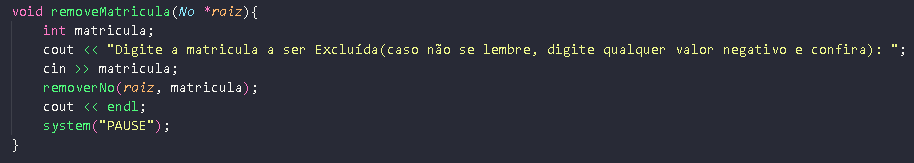 void removeMatricula(No *raiz){
int matricula;
cout << "Digite a matricula a ser Excluída(caso não se lembre, digite qualquer valor negativo e confira): ";
cin >> matricula;
removerNo(raiz, matricula);
cout << endl;
system("PAUSE");
}